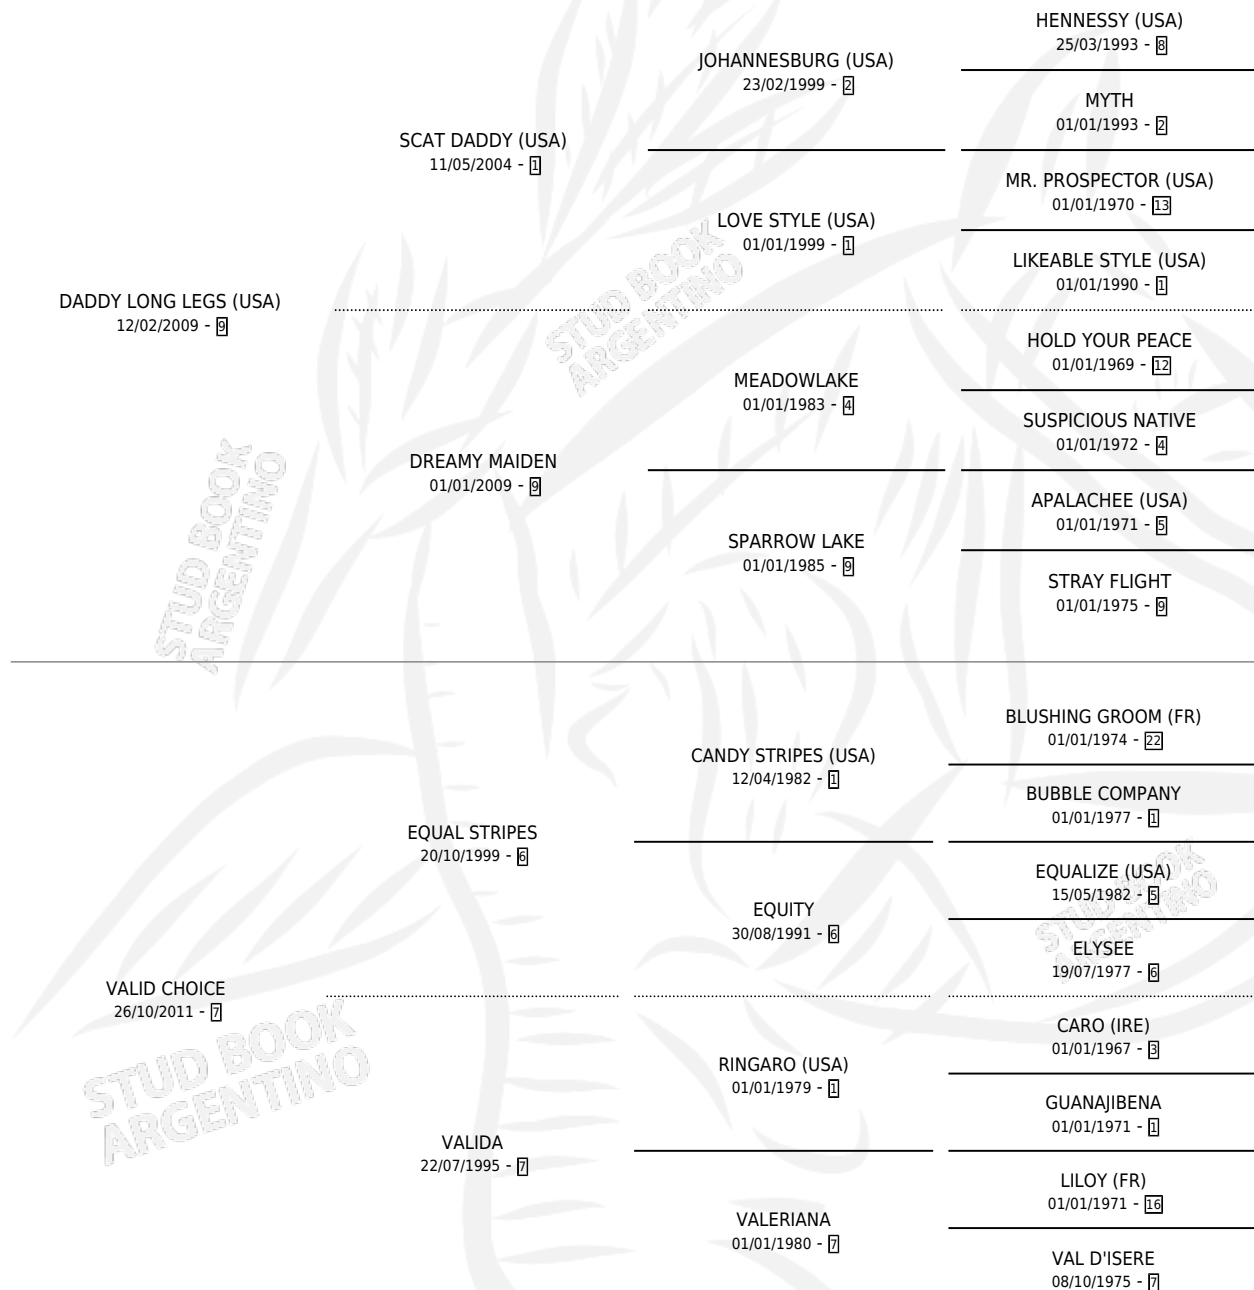 HENNESSY (USA)
25/03/1993 - 8
JOHANNESBURG (USA)
23/02/1999 - 2
MYTH
01/01/1993 - 2
SCAT DADDY (USA)
11/05/2004 - 1
MR. PROSPECTOR (USA)
01/01/1970 - 13
LOVE STYLE (USA)
01/01/1999 - 1
LIKEABLE STYLE (USA)
01/01/1990 - 1
DADDY LONG LEGS (USA)
12/02/2009 - 9
HOLD YOUR PEACE
01/01/1969 - 12
MEADOWLAKE
01/01/1983 - 4
SUSPICIOUS NATIVE
01/01/1972 - 4
DREAMY MAIDEN
01/01/2009 - 9
APALACHEE (USA)
01/01/1971 - 5
SPARROW LAKE
01/01/1985 - 9
STRAY FLIGHT
01/01/1975 - 9
BLUSHING GROOM (FR)
01/01/1974 - 22
CANDY STRIPES (USA)
12/04/1982 - 1
BUBBLE COMPANY
01/01/1977 - 1
EQUAL STRIPES
20/10/1999 - 6
EQUALIZE (USA)
15/05/1982 - 5
EQUITY
30/08/1991 - 6
ELYSEE
19/07/1977 - 6
VALID CHOICE
26/10/2011 - 7
CARO (IRE)
01/01/1967 - 3
RINGARO (USA)
01/01/1979 - 1
GUANAJIBENA
01/01/1971 - 1
VALIDA
22/07/1995 - 7
LILOY (FR)
01/01/1971 - 16
VALERIANA
01/01/1980 - 7
VAL D'ISERE
08/10/1975 - 7
STUD BOOK
ARGENTINO
STUD BOOK
ARGENTINO
STUD BOOK
ARGENTINO
STUD BOOK
ARGENTINO